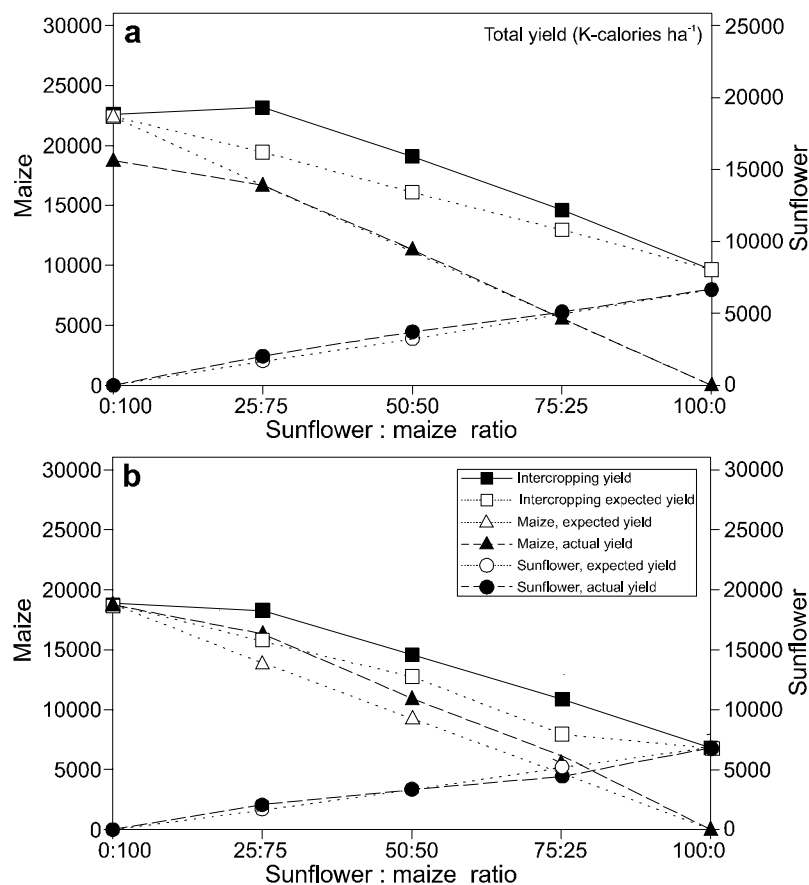 a
Total yield (K-calories ha⁻¹)
30000
25000
20000
15000
10000
5000
0
Maize
25000
20000
15000
10000
5000
0
Sunflower
0:100 25:75 50:50 75:25 100:0
Sunflower : maize ratio
b
30000
25000
20000
15000
10000
5000
0
Maize
Intercropping yield
Intercropping expected yield
Maize, expected yield
Maize, actual yield
Sunflower, expected yield
Sunflower, actual yield
30000
25000
20000
15000
10000
5000
0
Sunflower
0:100 25:75 50:50 75:25 100:0
Sunflower : maize ratio